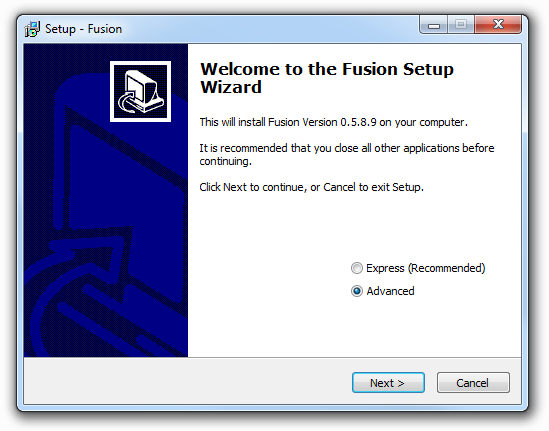 Setup - Fusion
Welcome to the Fusion Setup
Wizard
This will install Fusion Version 0.5.8.9 on your computer.
It is recommended that you close all other applications before
continuing.
Click Next to continue, or Cancel to exit Setup.
Express (Recommended)
Advanced
Next >
Cancel